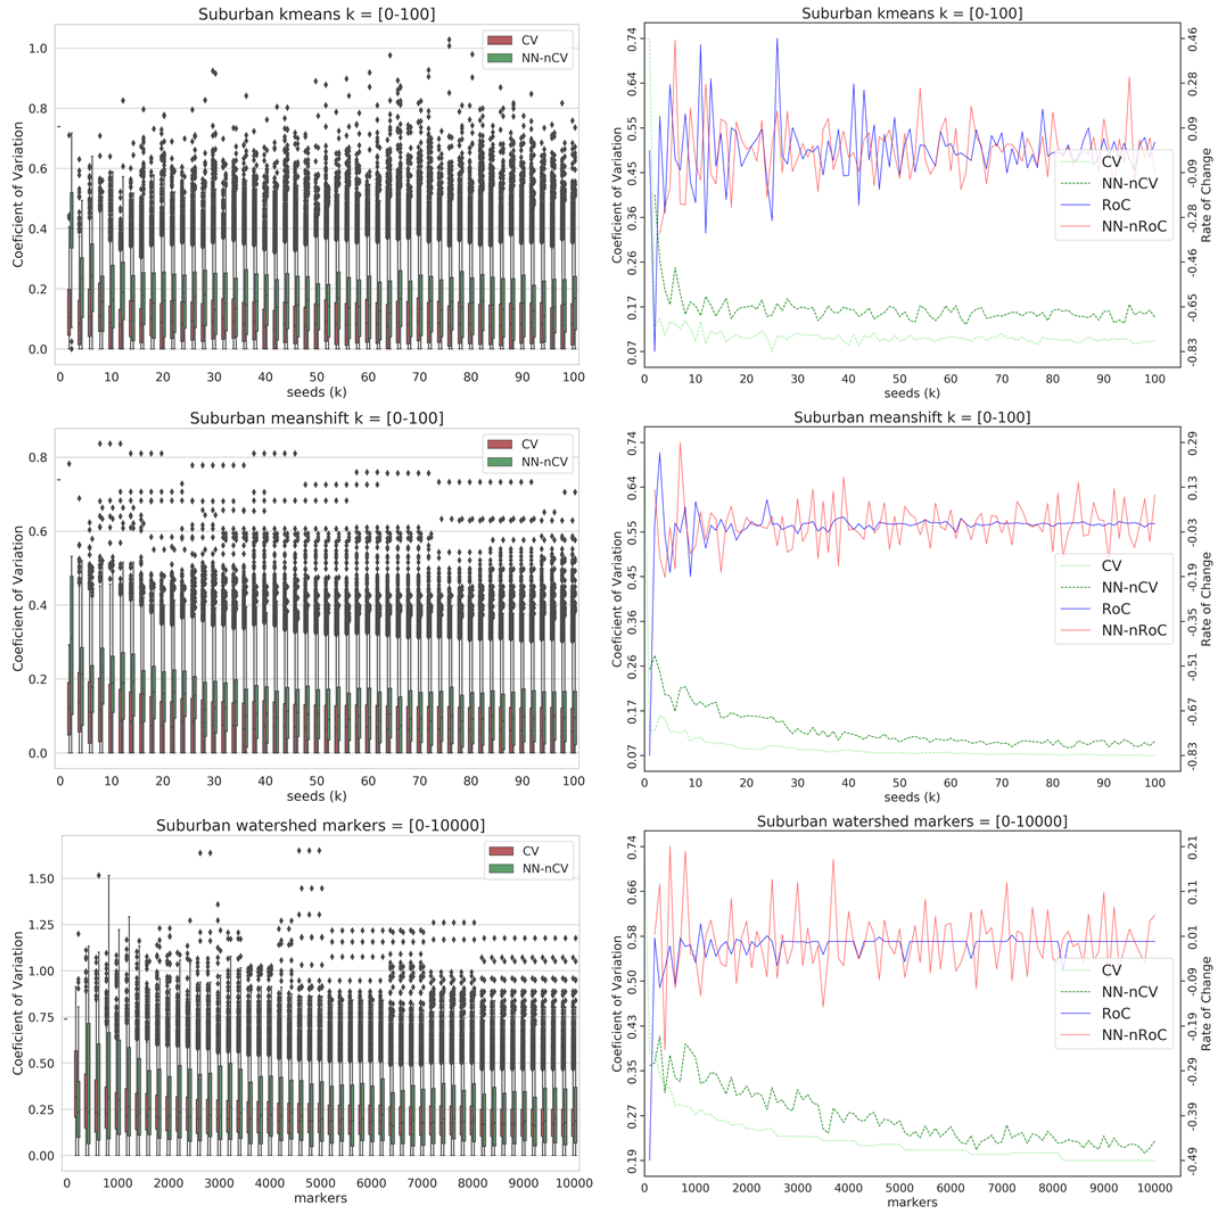 Suburban kmeans k = [0-100]
CV
NN-nCV
Coeficient of Variation
1.0
0.8
0.6
0.4
0.2
0.0
0 10 20 30 40 50 60 70 80 90 100
seeds (k)
Suburban kmeans k = [0-100]
Coeficient of Variation
0.74
0.64
0.55
0.45
0.36
0.26
0.17
0.07
0.46
0.28
0.09
-0.09
-0.28
-0.46
-0.65
-0.83
Rate of Change
CV
NN-nCV
RoC
NN-nRoC
0 10 20 30 40 50 60 70 80 90 100
seeds (k)
Suburban meanshift k = [0-100]
CV
NN-nCV
Coeficient of Variation
0.8
0.6
0.4
0.2
0.0
0 10 20 30 40 50 60 70 80 90 100
seeds (k)
Suburban meanshift k = [0-100]
Coeficient of Variation
0.74
0.64
0.55
0.45
0.36
0.26
0.17
0.07
0.29
0.13
-0.03
-0.19
-0.35
-0.51
-0.67
-0.83
Rate of Change
CV
NN-nCV
RoC
NN-nRoC
0 10 20 30 40 50 60 70 80 90 100
seeds (k)
Suburban watershed markers = [0-10000]
CV
NN-nCV
Coeficient of Variation
1.50
1.25
1.00
0.75
0.50
0.25
0.00
0 1000 2000 3000 4000 5000 6000 7000 8000 9000 10000
markers
Suburban watershed markers = [0-10000]
Coeficient of Variation
0.74
0.66
0.58
0.50
0.43
0.35
0.27
0.19
0.21
0.11
0.01
-0.09
-0.19
-0.29
-0.39
-0.49
Rate of Change
CV
NN-nCV
RoC
NN-nRoC
0 1000 2000 3000 4000 5000 6000 7000 8000 9000 10000
markers